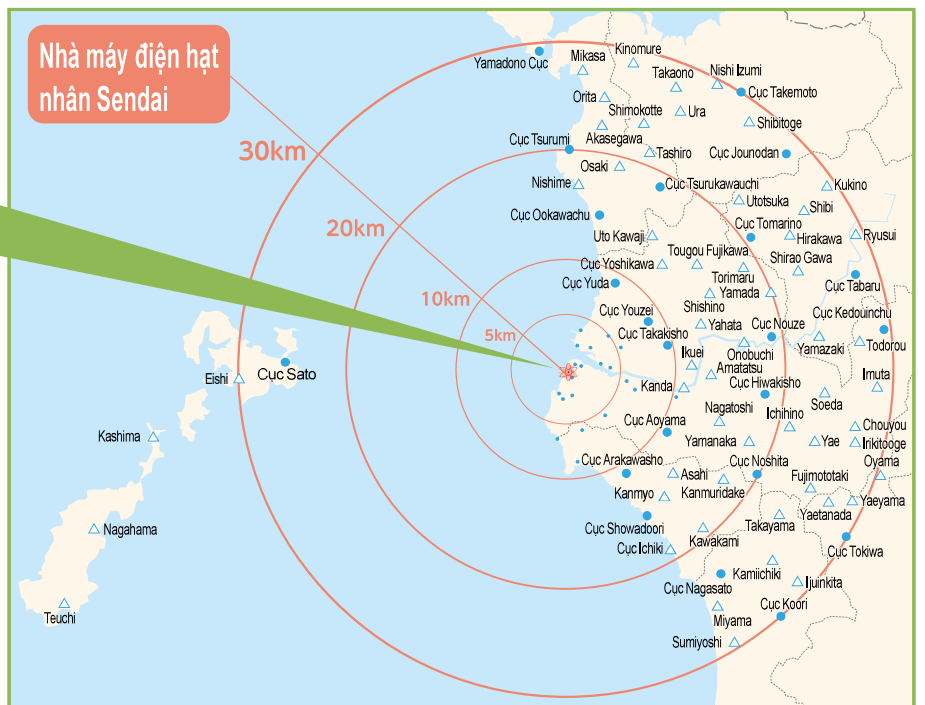 Nhà máy điện hạt
nhân Sendai
30km
20km
10km
5km
Yamadono Cục
Mikasa
Kinomure
Takaono
Nishi Izumi
Cục Takemoto
Orita
Shimokotte
Ura
Shibitoge
Akasegawa
Cục Tsurumi
Tashiro
Cục Jounodan
Osaki
Nishime
Cục Tsurukawauchi
Kukino
Utotsuka
Shibi
Cục Ookawachu
Cục Tomarino
Uto Kawaji
Hirakawa
Ryusui
Tougou Fujikawa
Shirao Gawa
Cục Yoshikawa
Torimaru
Cục Yuda
Yamada
Cục Tabaru
Shishino
Cục Youzei
Cục Kedouinchu
Yahata
Cục Nouze
Cục Takakisho
Yamazaki
Todorou
Ikuei
Onobuchi
Amatatsu
Eishi
Cục Sato
Kanda
Cục Hiwakisho
Imuta
Soeda
Nagatoshi
Ichihino
Cục Aoyama
Chouyou
Kashima
Yamanaka
Yae
Irikitooge
Cục Arakawasho
Cục Noshita
Oyama
Asahi
Fujimototaki
Kanmyo
Kanmuridake
Yaeyama
Yaetanada
Nagahama
Cục Showadoori
Takayama
Kawakami
Cục Ichiki
Cục Tokiwa
Kamiichiki
Ijuinkita
Cục Nagasato
Cục Koori
Teuchi
Miyama
Sumiyoshi